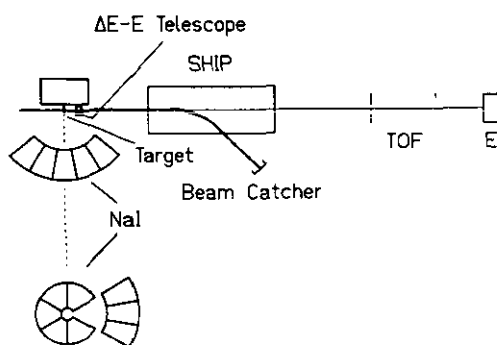 ΔE-E Telescope
SHIP
Target
TOF
E
Beam Catcher
NaI